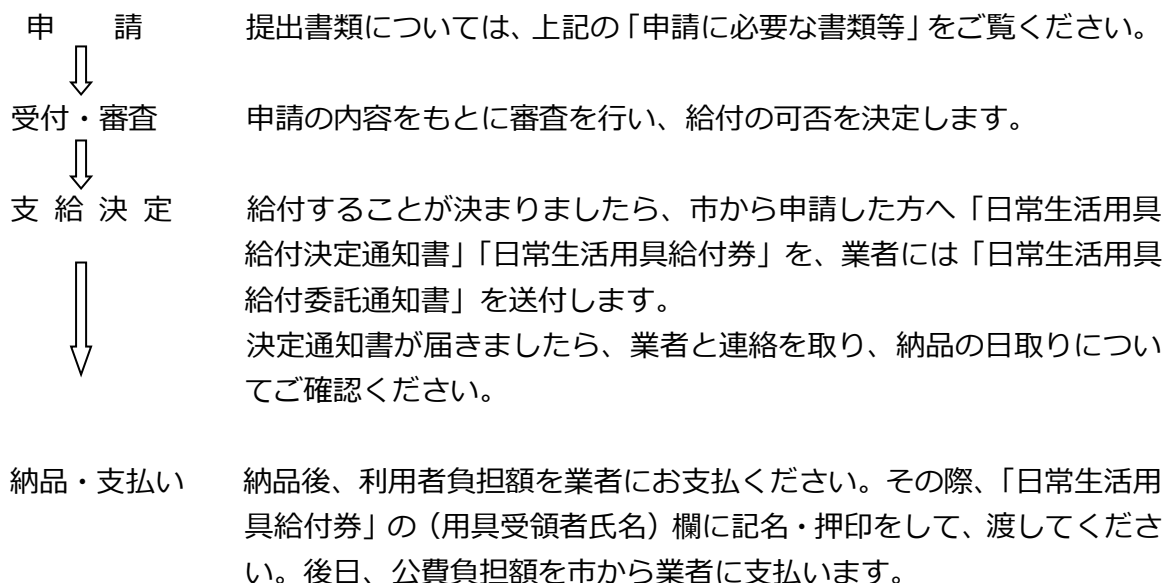 申　　請　　提出書類については、上記の「申請に必要な書類等」をご覧ください。
受付・審査　　申請の内容をもとに審査を行い、給付の可否を決定します。
支 給 決 定　　給付することが決まりましたら、市から申請した方へ「日常生活用具
給付決定通知書」「日常生活用具給付券」を、業者には「日常生活用具
給付委託通知書」を送付します。
決定通知書が届きましたら、業者と連絡を取り、納品の日取りについ
てご確認ください。
納品・支払い　　納品後、利用者負担額を業者にお支払ください。その際、「日常生活用
具給付券」の（用具受領者氏名）欄に記名・押印をして、渡してくださ
い。後日、公費負担額を市から業者に支払います。